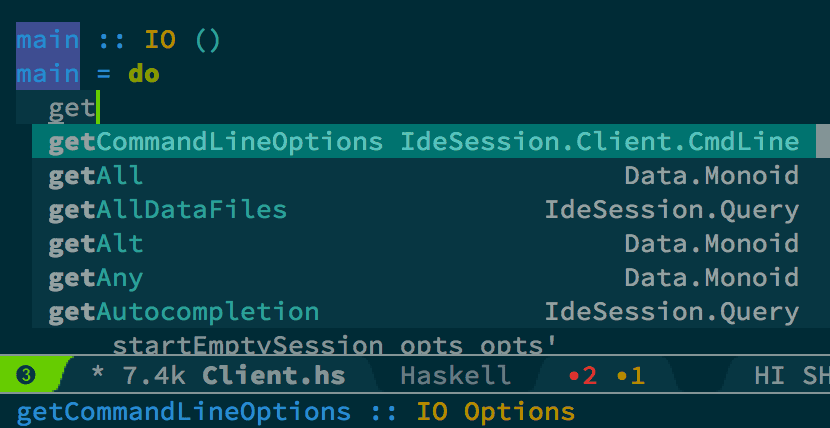 main :: IO ()
main = do
get
getCommandLineOptions IdeSession.Client.CmdLine
getAll Data.Monoid
getAllDataFiles IdeSession.Query
getAlt Data.Monoid
getAny Data.Monoid
getAutocompletion IdeSession.Query
startEmptySession opts opts'
3 * 7.4k Client.hs Haskell •2 •1 HI SH
getCommandLineOptions :: IO Options